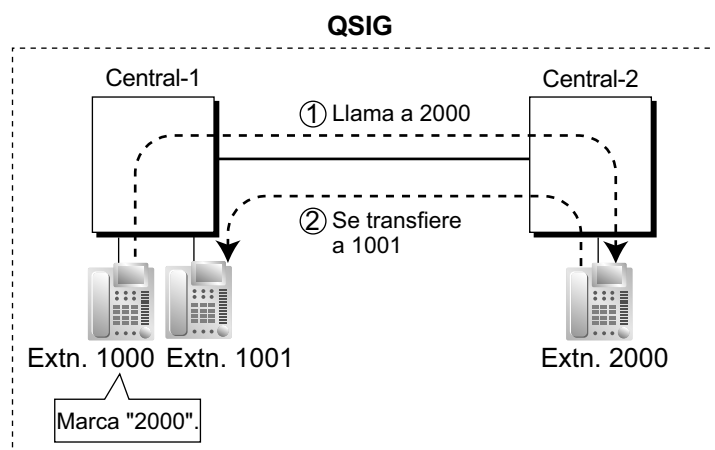 QSIG
Central-1
Central-2
① Llama a 2000
② Se transfiere
a 1001
Extn. 1000
Extn. 1001
Extn. 2000
Marca "2000".